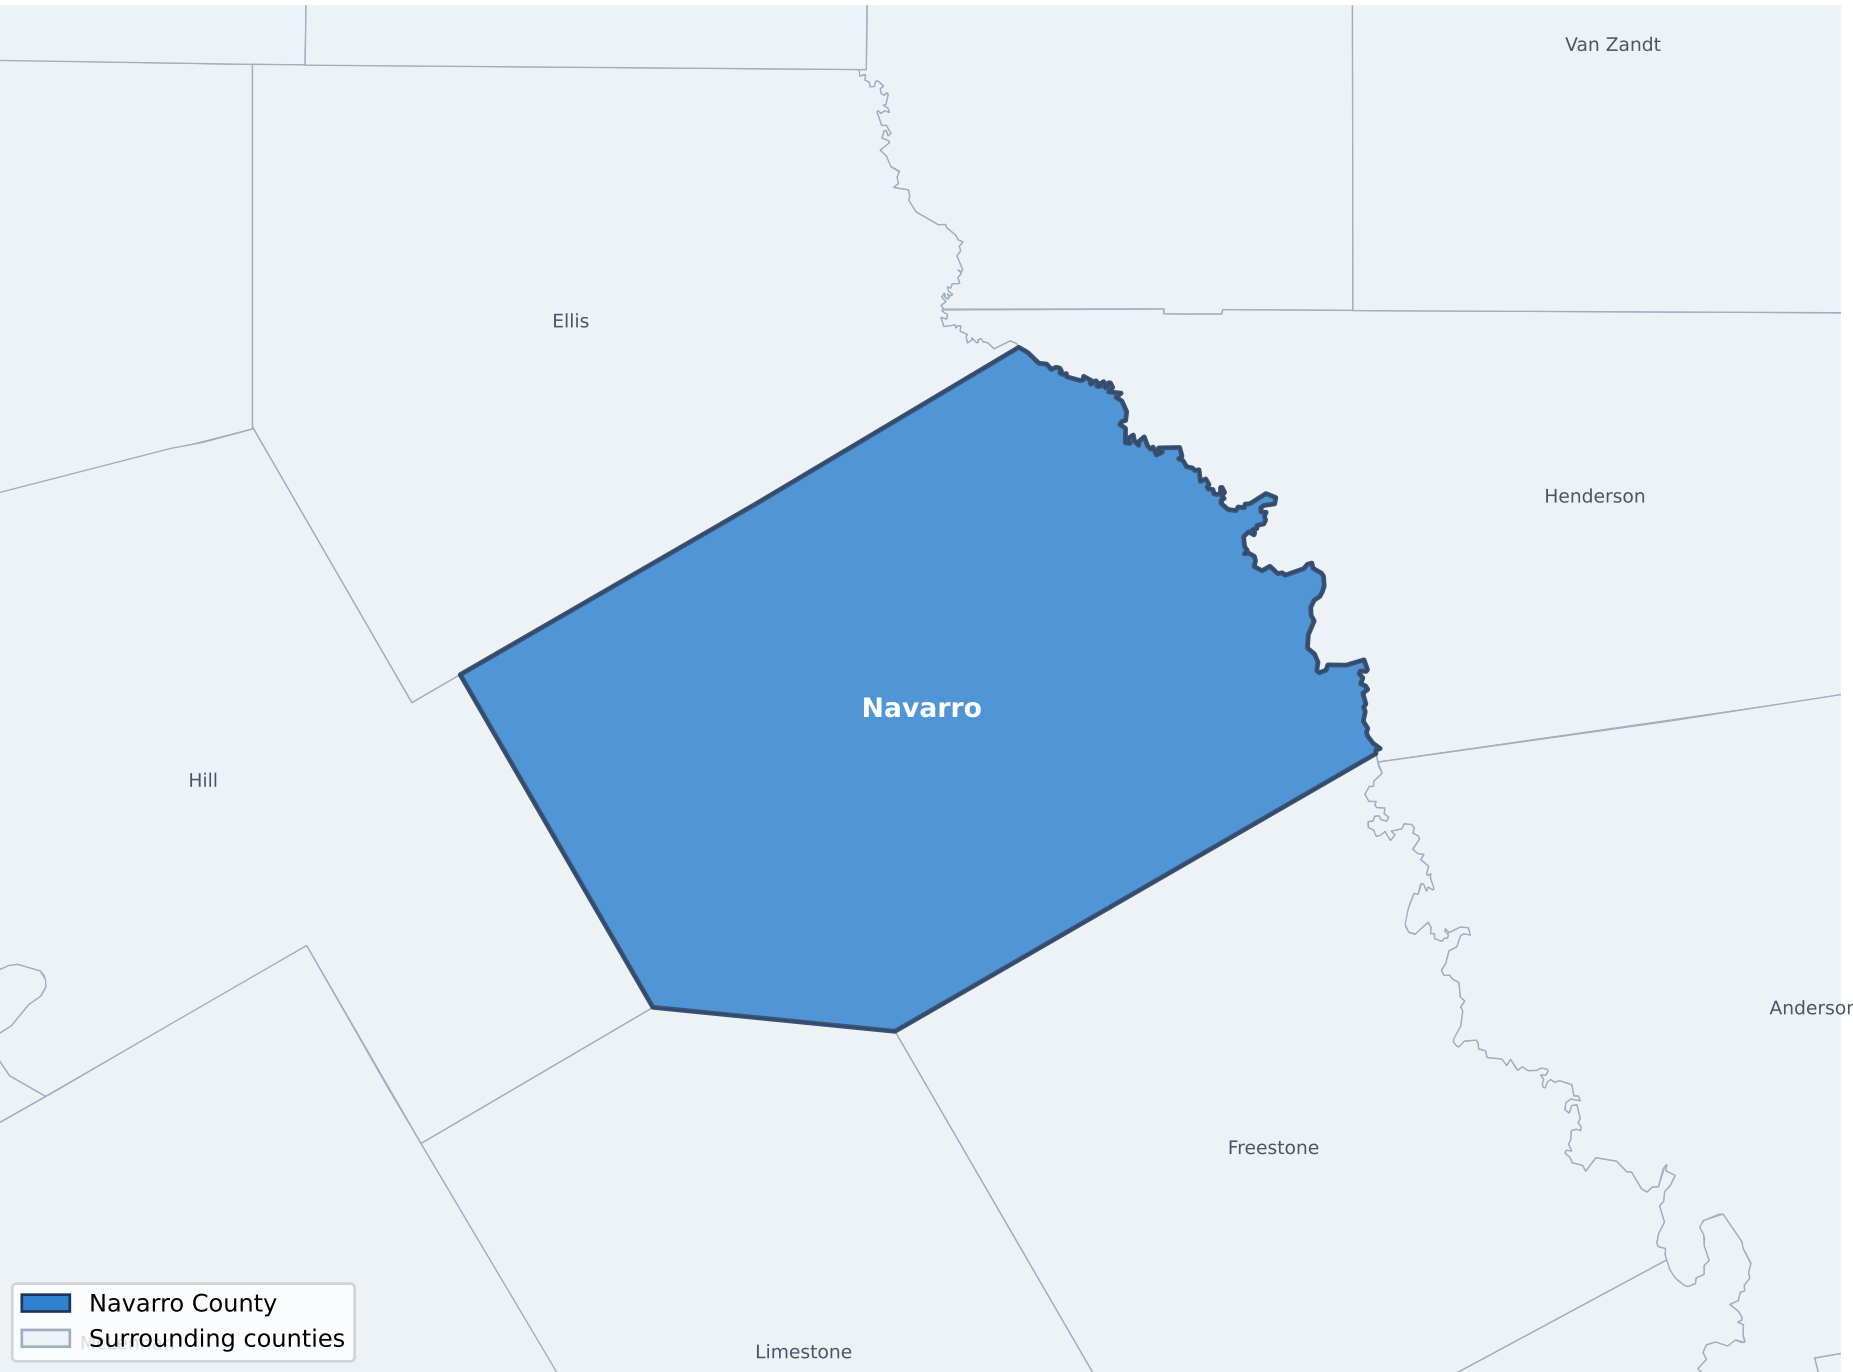 Van Zandt
Ellis
Henderson
Navarro
Hill
Anderson
Freestone
Navarro County
Surrounding counties
Limestone